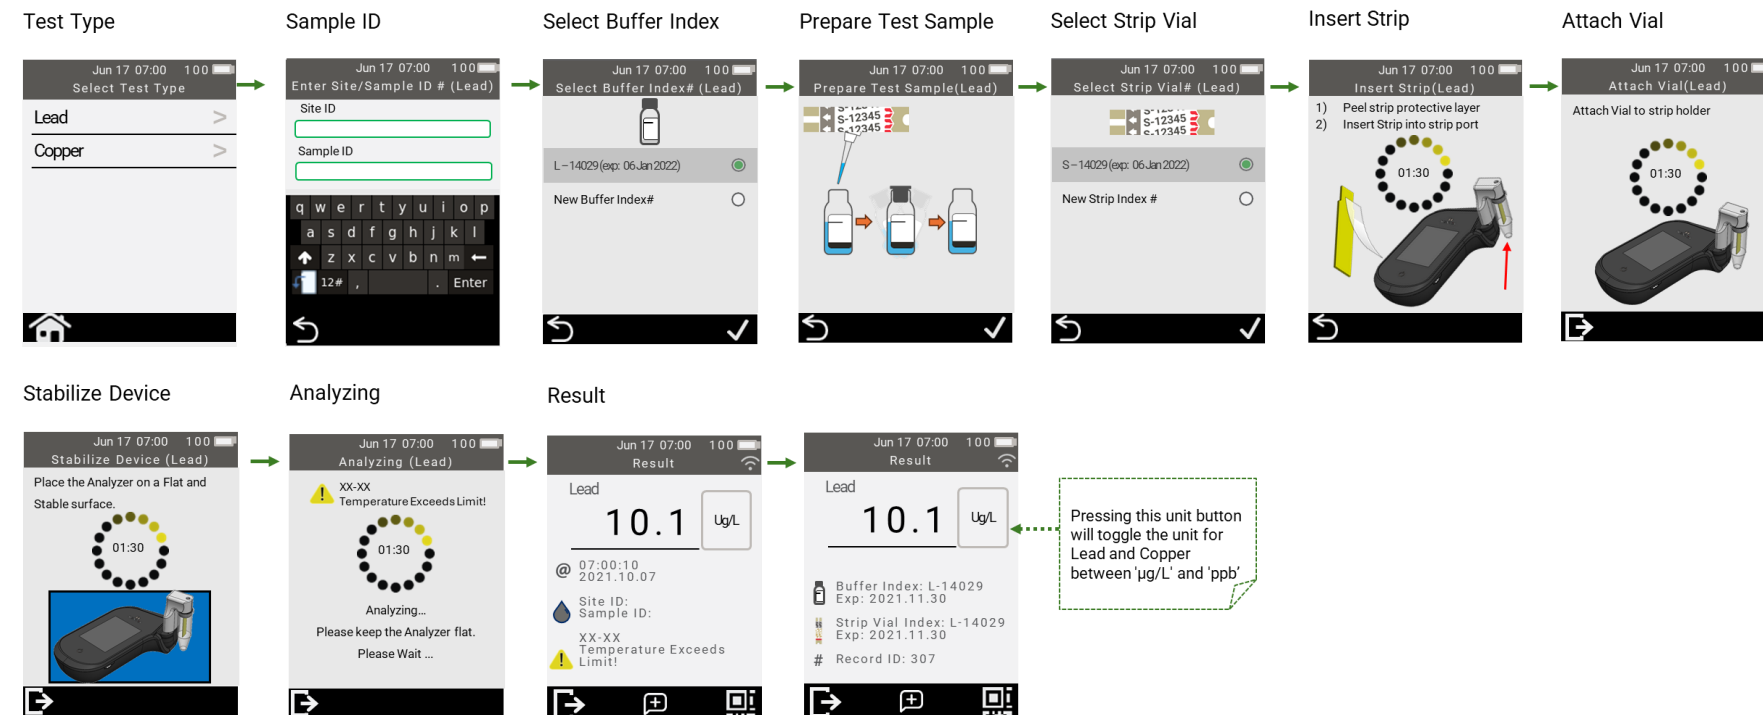 Test Type
Sample ID
Select Buffer Index
Prepare Test Sample
Select Strip Vial
Insert Strip
Attach Vial
Jun 17 07:00 100
Select Test Type
Lead >
Copper >
Jun 17 07:00 100
Enter Site/Sample ID # (Lead)
Site ID
Sample ID
q w e r t y u i o p
a s d f g h j k l
z x c v b n m
12# , . Enter
Jun 17 07:00 100
Select Buffer Index# (Lead)
L–14029 (exp: 06 Jan 2022)
New Buffer Index#
Jun 17 07:00 100
Prepare Test Sample(Lead)
S-12345
S-12345
S-12345
Jun 17 07:00 100
Select Strip Vial# (Lead)
S-12345
S-12345
S-12345
S–14029 (exp: 06 Jan 2022)
New Strip Index #
Jun 17 07:00 100
Insert Strip(Lead)
1) Peel strip protective layer
2) Insert Strip into strip port
01:30
Jun 17 07:00 100
Attach Vial(Lead)
Attach Vial to strip holder
01:30
Stabilize Device
Analyzing
Result
Jun 17 07:00 100
Stabilize Device (Lead)
Place the Analyzer on a Flat and
Stable surface.
01:30
Jun 17 07:00 100
Analyzing (Lead)
XX-XX
Temperature Exceeds Limit!
01:30
Analyzing...
Please keep the Analyzer flat.
Please Wait ...
Jun 17 07:00 100
Result
Lead
10.1 Ug/L
@ 07:00:10
2021.10.07
Site ID:
Sample ID:
XX-XX
Temperature Exceeds
Limit!
Jun 17 07:00 100
Result
Lead
10.1 Ug/L
Buffer Index: L-14029
Exp: 2021.11.30
Strip Vial Index: L-14029
Exp: 2021.11.30
# Record ID: 307
Pressing this unit button
will toggle the unit for
Lead and Copper
between 'µg/L' and 'ppb'